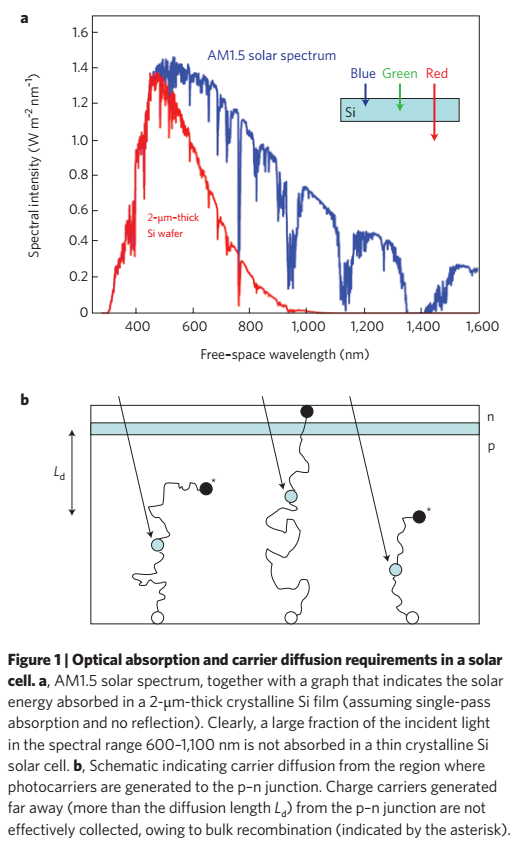 a
1.6
1.4
1.2
1.0
0.8
0.6
0.4
0.2
0
Spectral intensity (W m⁻² nm⁻¹)
AM1.5 solar spectrum
Blue Green Red
Si
2-μm-thick
Si wafer
400 600 800 1,000 1,200 1,400 1,600
Free-space wavelength (nm)
b
n
p
Ld
*
*
Figure 1 | Optical absorption and carrier diffusion requirements in a solar
cell. a, AM1.5 solar spectrum, together with a graph that indicates the solar
energy absorbed in a 2-μm-thick crystalline Si film (assuming single-pass
absorption and no reflection). Clearly, a large fraction of the incident light
in the spectral range 600–1,100 nm is not absorbed in a thin crystalline Si
solar cell. b, Schematic indicating carrier diffusion from the region where
photocarriers are generated to the p–n junction. Charge carriers generated
far away (more than the diffusion length Ld) from the p–n junction are not
effectively collected, owing to bulk recombination (indicated by the asterisk).